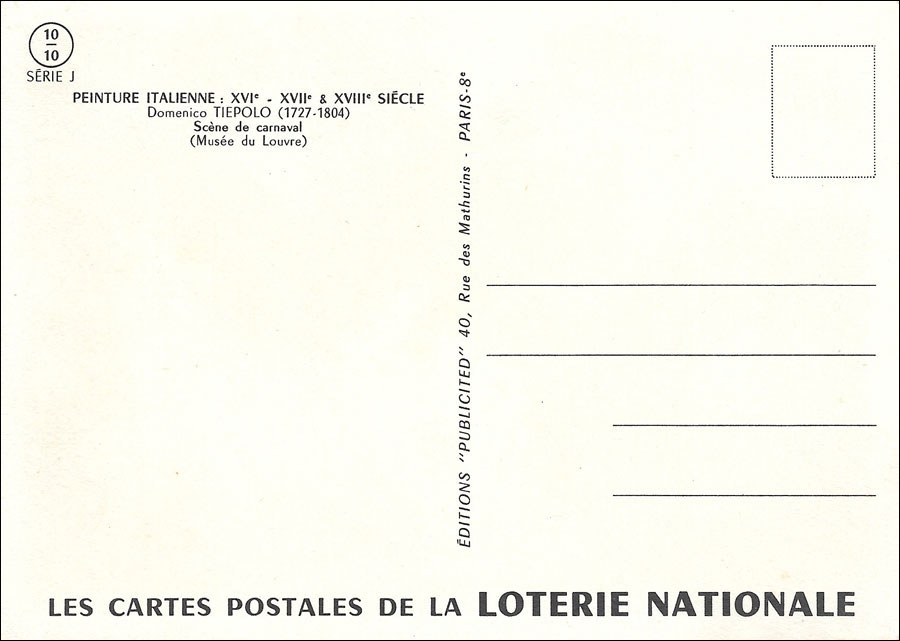 10
10
SÉRIE J
PEINTURE ITALIENNE : XVIe - XVIIe & XVIIIe SIÈCLE
Domenico TIEPOLO (1727-1804)
Scène de carnaval
(Musée du Louvre)
ÉDITIONS "PUBLICITED" 40, Rue des Mathurins - PARIS-8e
LES CARTES POSTALES DE LA LOTERIE NATIONALE